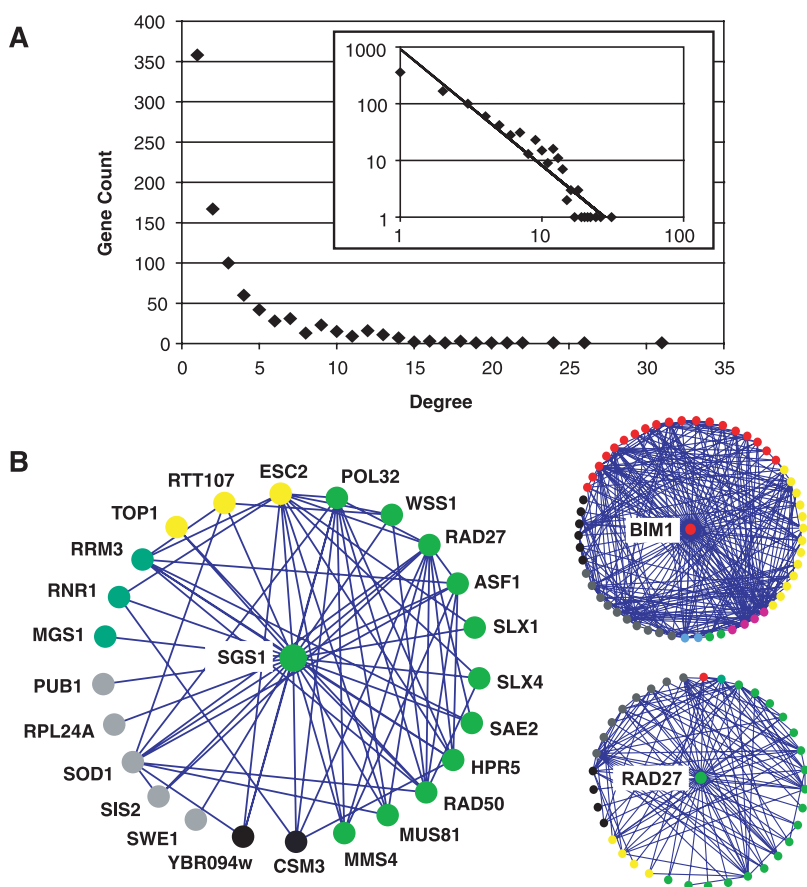 A
400
350
300
250
200
150
100
50
0
Gene Count
0 5 10 15 20 25 30 35
Degree
1000
100
10
1
1 10 100
B
ESC2
POL32
RTT107
WSS1
TOP1
RAD27
RRM3
ASF1
RNR1
SLX1
MGS1
SGS1
SLX4
PUB1
SAE2
RPL24A
HPR5
SOD1
RAD50
SIS2
MUS81
SWE1
MMS4
YBR094w
CSM3
BIM1
RAD27